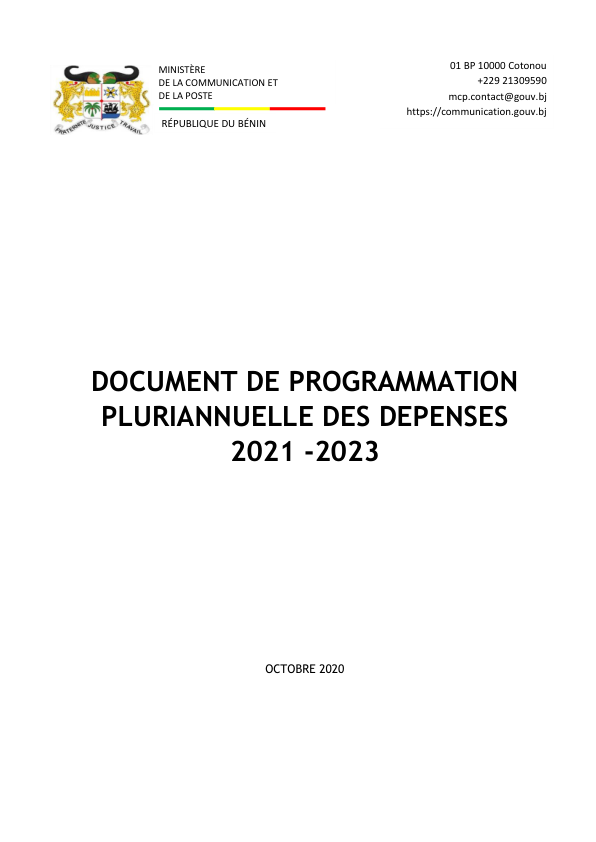 MINISTÈRE
DE LA COMMUNICATION ET
DE LA POSTE
RÉPUBLIQUE DU BÉNIN
FRATERNITÉ JUSTICE TRAVAIL
01 BP 10000 Cotonou
+229 21309590
mcp.contact@gouv.bj
https://communication.gouv.bj
DOCUMENT DE PROGRAMMATION
PLURIANNUELLE DES DEPENSES
2021 -2023
OCTOBRE 2020